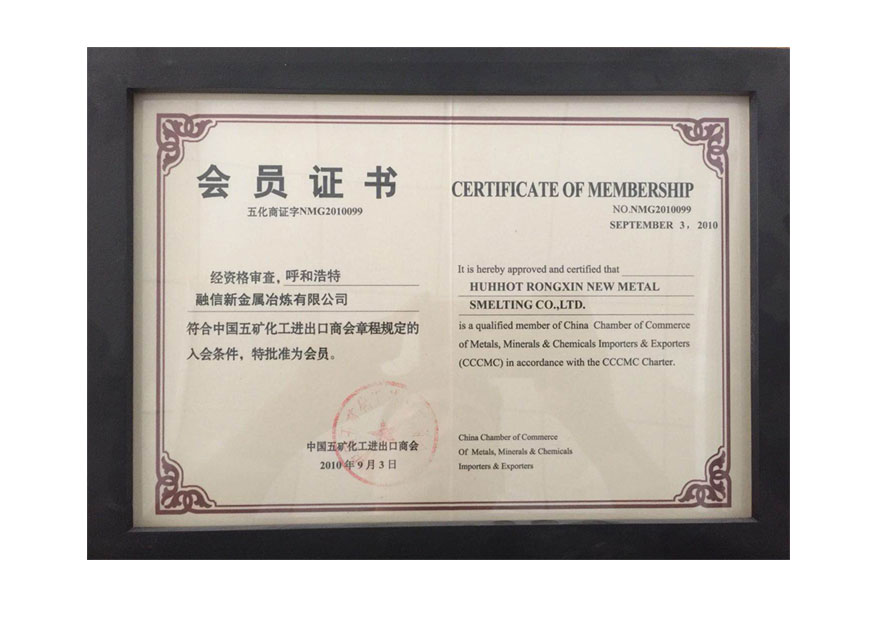 会员证书
五化商证字NMG2010099
经资格审查，呼和浩特
融信新金属冶炼有限公司
符合中国五矿化工进出口商会章程规定的
入会条件，特批准为会员。
中国五矿化工进出口商会
2010年9月3日
CERTIFICATE OF MEMBERSHIP
NO.NMG2010099
SEPTEMBER 3，2010
It is hereby approved and certified that
HUHHOT RONGXIN NEW METAL
SMELTING CO.,LTD.
is a qualified member of China Chamber of Commerce
of Metals, Minerals & Chemicals Importers & Exporters
(CCCMC) in accordance with the CCCMC Charter.
China Chamber of Commerce
Of Metals, Minerals & Chemicals
Importers & Exporters